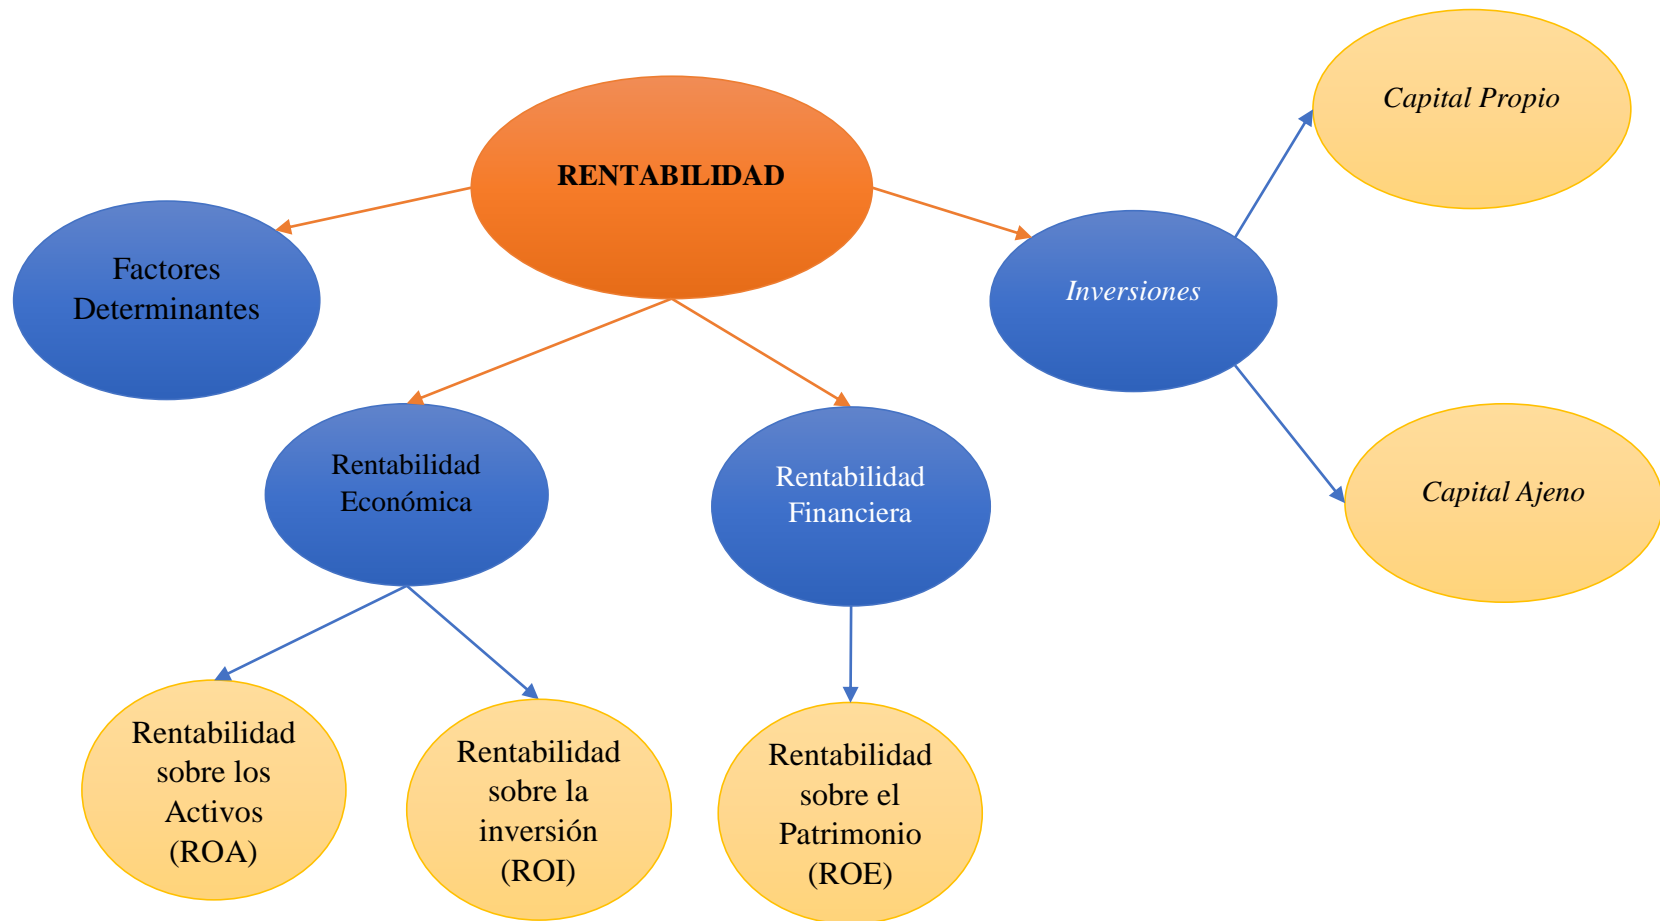 RENTABILIDAD
Factores
Determinantes
Inversiones
Capital Propio
Capital Ajeno
Rentabilidad
Económica
Rentabilidad
Financiera
Rentabilidad
sobre los
Activos
(ROA)
Rentabilidad
sobre la
inversión
(ROI)
Rentabilidad
sobre el
Patrimonio
(ROE)